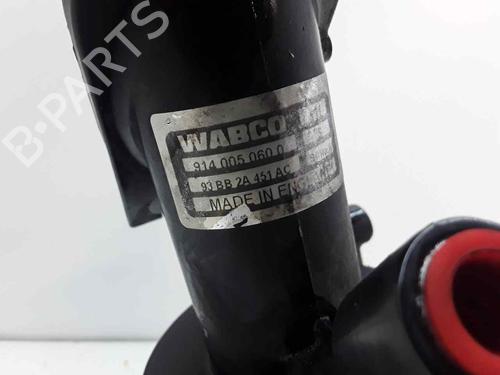 WABCO
914 005 060 0
93 BB 2A 451 AC
MADE IN
B-PARTS